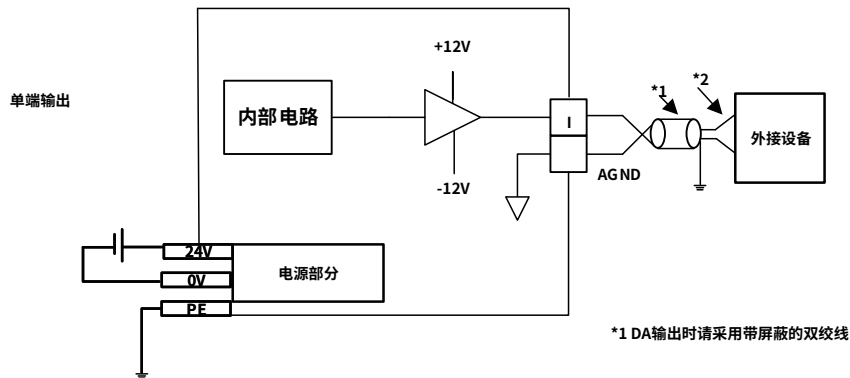 +12V
*1
*2
单端输出
内部电路
I
外接设备
AGND
-12V
24V
电源部分
0V
PE
*1 DA输出时请采用带屏蔽的双绞线